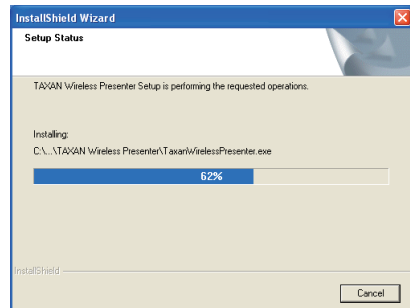 InstallShield Wizard
Setup Status
TAXAN Wireless Presenter Setup is performing the requested operations.
Installing:
C:\...\TAXAN Wireless Presenter\TaxanWirelessPresenter.exe
62%
InstallShield
Cancel